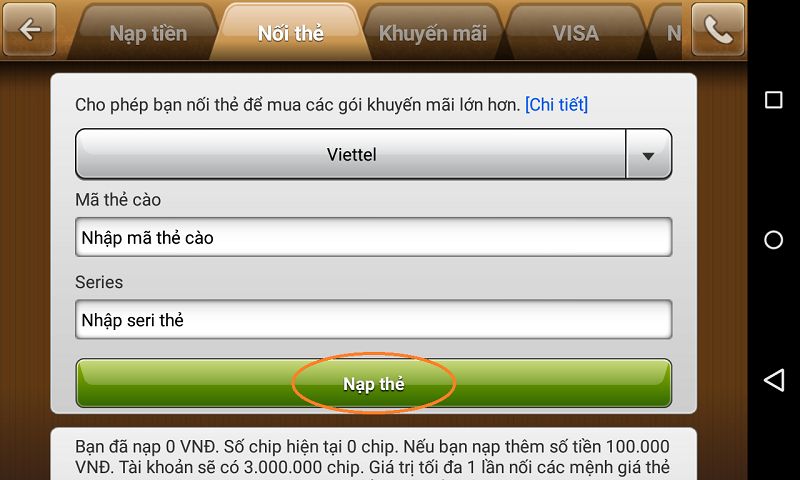 Nạp tiền Nối thẻ Khuyến mãi VISA N
Cho phép bạn nối thẻ để mua các gói khuyến mãi lớn hơn. [Chi tiết]
Viettel
Mã thẻ cào
Nhập mã thẻ cào
Series
Nhập seri thẻ
Nạp thẻ
Bạn đã nạp 0 VNĐ. Số chip hiện tại 0 chip. Nếu bạn nạp thêm số tiền 100.000
VNĐ. Tài khoản sẽ có 3.000.000 chip. Giá trị tối đa 1 lần nối các mệnh giá thẻ